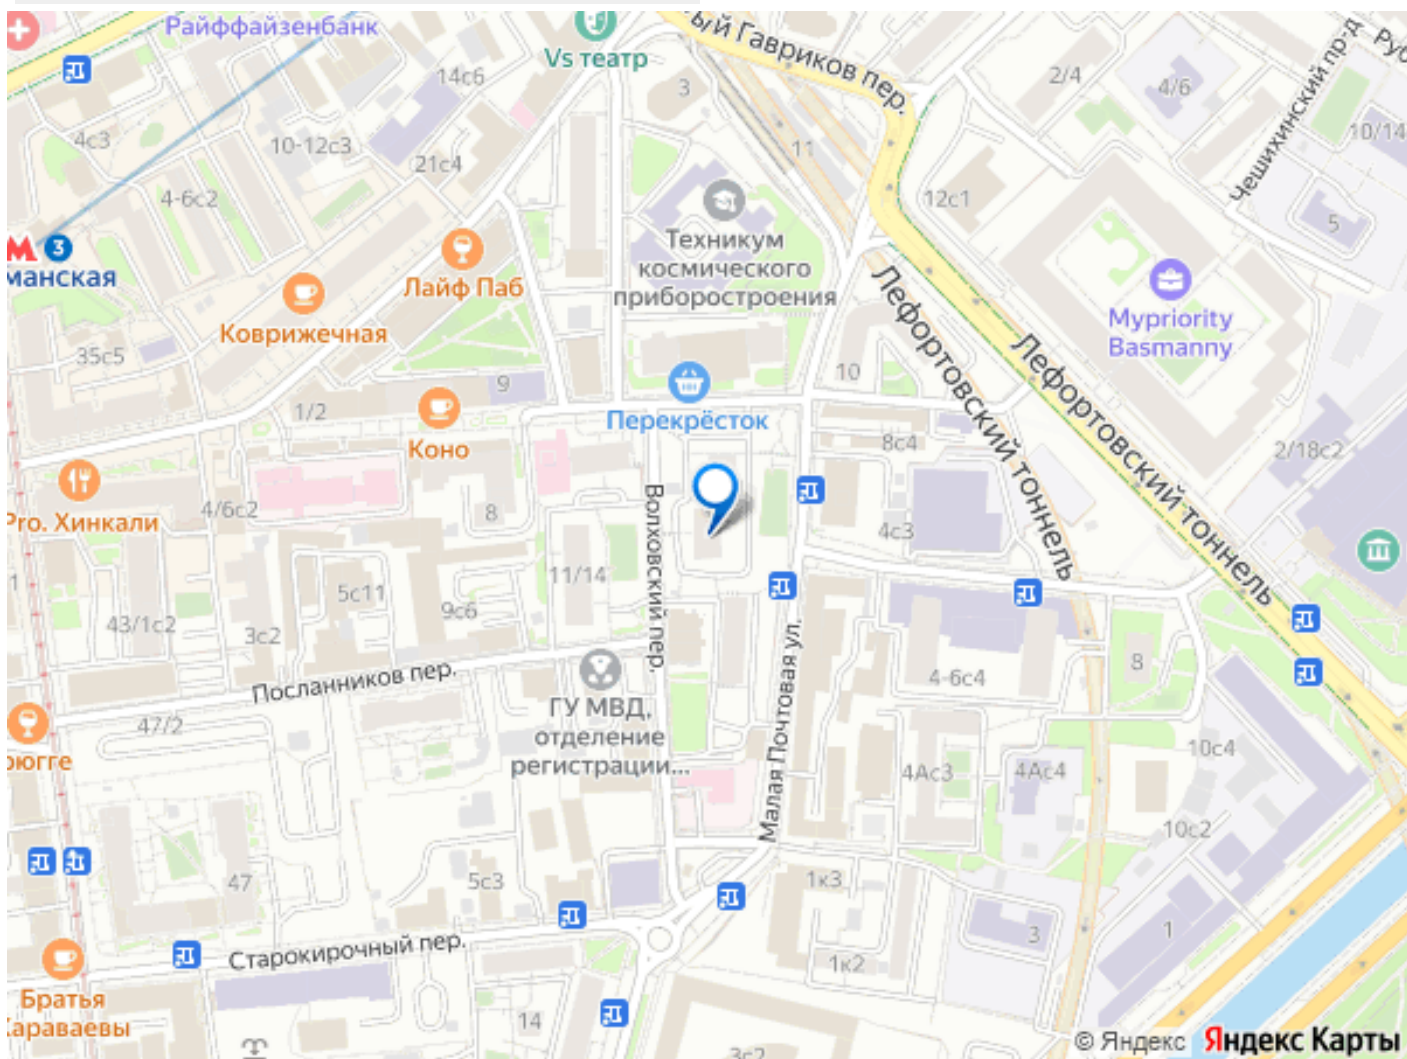 Райффайзенбанк
Vs театр
ый Гавриков пер.
Чешихинский пр-д
Руб
14с6
3
2/4
4/6
4с3
10-12с3
21с4
11
10/14
4-6с2
12с1
5
М 3
манская
Лайф Паб
Техникум
космического
приборостроения
Коврижечная
Mypriority
Basmanny
Лефортовский тоннель
Лефортовский тоннель
35с5
9
10
1/2
Перекрёсток
Коно
8с4
2/18с2
Pro. Хинкали
4/6с2
8
Волховский пер.
4с3
1
11/14
5с11
9с6
43/1с2
3с2
Посланников пер.
ГУ МВД,
отделение
регистрации...
Малая Почтовая ул.
8
4-6с4
47/2
рюгге
10с4
4Ас3
4Ас4
10с2
47
5с3
1к3
Старокирочный пер.
3
1
1к2
Братья
Караваевы
14
3с2
© Яндекс Яндекс Карты